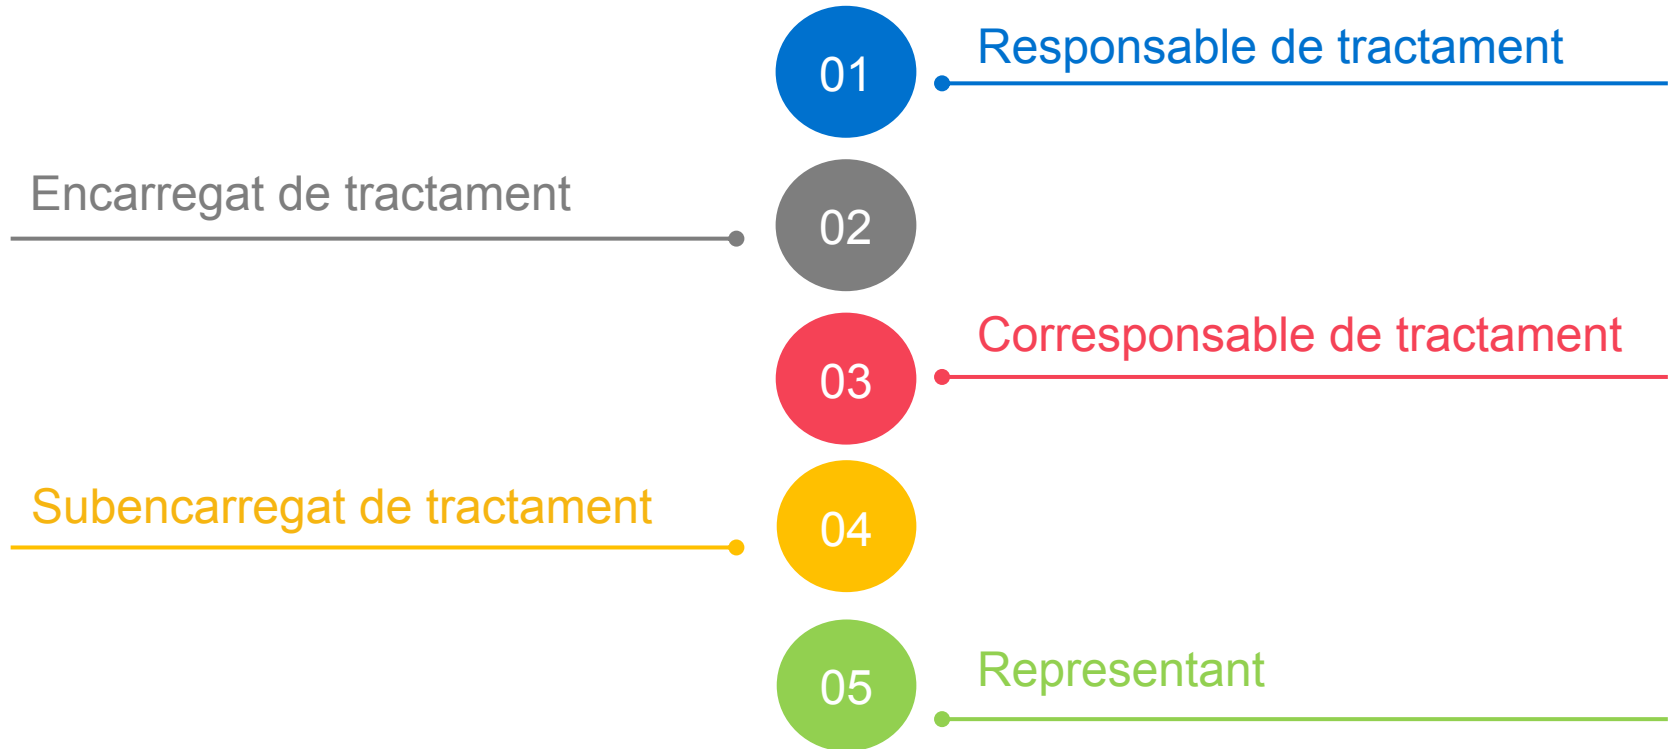 01
Responsable de tractament
Encarregat de tractament
02
Corresponsable de tractament
03
Subencarregat de tractament
04
05
Representant